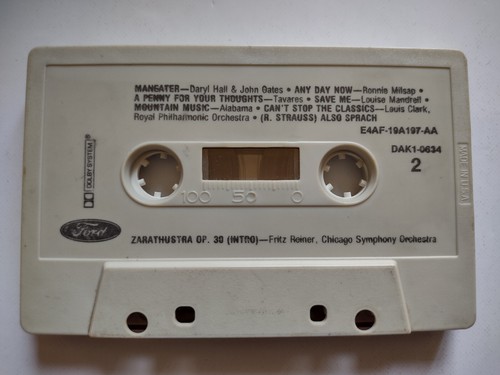 MANEATER—Daryl Hall & John Oates • ANY DAY NOW—Ronnie Milsap •
A PENNY FOR YOUR THOUGHTS—Tavares • SAVE ME—Louise Mandrell •
MOUNTAIN MUSIC—Alabama • CAN'T STOP THE CLASSICS—Louis Clark,
Royal Philharmonic Orchestra • (R. STRAUSS) ALSO SPRACH
E4AF-19A197-AA
DAK1-0634
2
DOLBY SYSTEM®
100 50 0
Ford
ZARATHUSTRA OP. 30 (INTRO)—Fritz Reiner, Chicago Symphony Orchestra